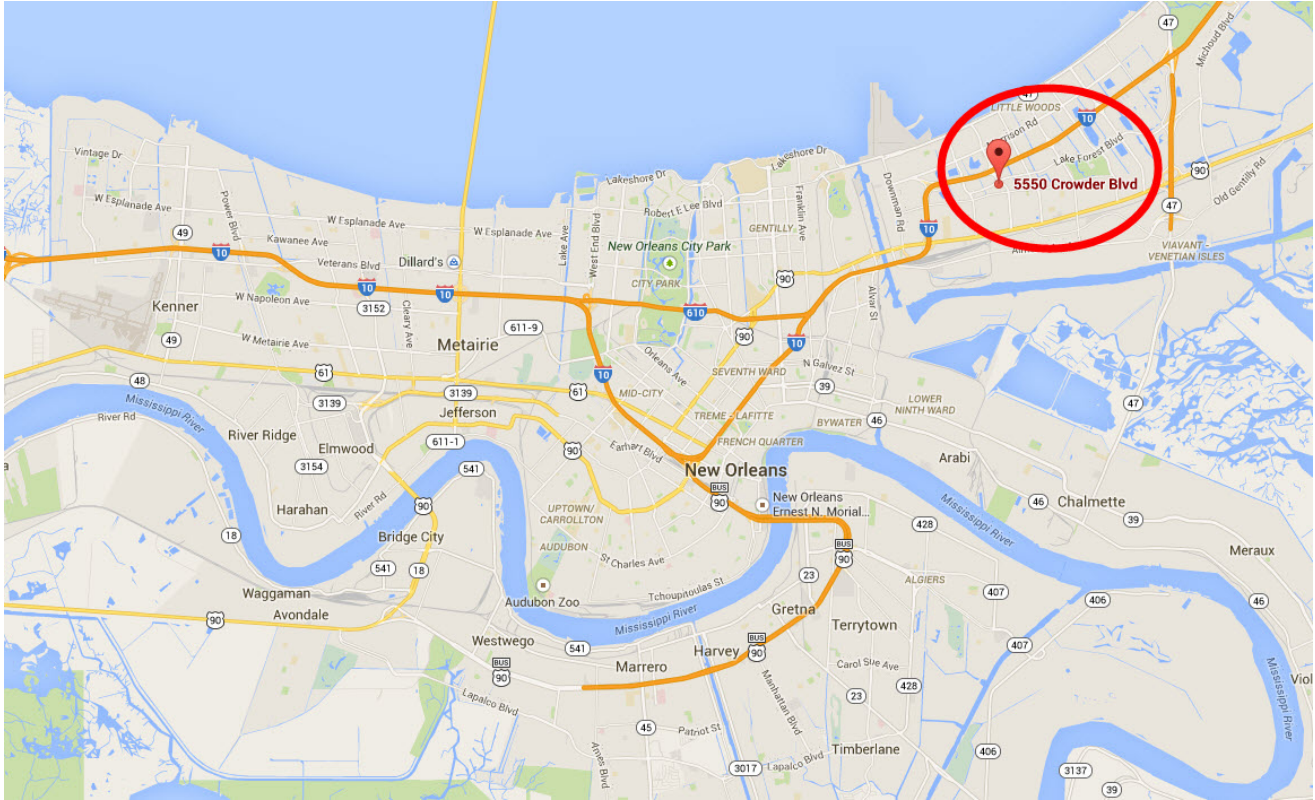 47
Michoud Blvd
47
LITTLE WOODS
10
Vintage Dr
Lakeshore Dr
Lake Forest Blvd
Lakeshore Dr
5550 Crowder Blvd
90
Old Gentilly Rd
W Esplanade Ave
Power Blvd
W Esplanade Ave
Robert E Lee Blvd
Franklin Ave
Downman Rd
47
49
Kawanee Ave
W Esplanade Ave
Lake Ave
West End Blvd
GENTILLY
10
10
Veterans Blvd
Dillard's
New Orleans City Park
CITY PARK
VIAVANT -
VENETIAN ISLES
90
10
10
Kenner
W Napoleon Ave
3152
Cleary Ave
611-9
610
90
Alvar St
49
W Metairie Ave
Metairie
Orleans Ave
10
N Galvez St
61
10
SEVENTH WARD
48
3139
61
MID-CITY
39
LOWER
NINTH WARD
47
River Rd
Mississippi River
3139
Jefferson
TREME - LAFITTE
BYWATER
46
River Ridge
Elmwood
611-1
90
Earhart Blvd
FRENCH QUARTER
Arabi
3154
541
New Orleans
BUS
90
New Orleans
Ernest N. Morial...
Mississippi River
46
Chalmette
Harahan
River Rd
90
UPTOWN/
CARROLLTON
428
39
18
Bridge City
AUDUBON
St Charles Ave
BUS
90
Meraux
541
18
23
ALGIERS
Waggaman
Audubon Zoo
Tchoupitoulas St
407
406
46
Avondale
90
Mississippi River
Gretna
Terrytown
Westwego
541
Harvey
BUS
90
407
Mississippi River
BUS
90
Marrero
Carol Sue Ave
Lapalco Blvd
Manhattan Blvd
23
428
45
Patriot St
Timberlane
406
Ames Blvd
3017
Lapalco Blvd
3137
39